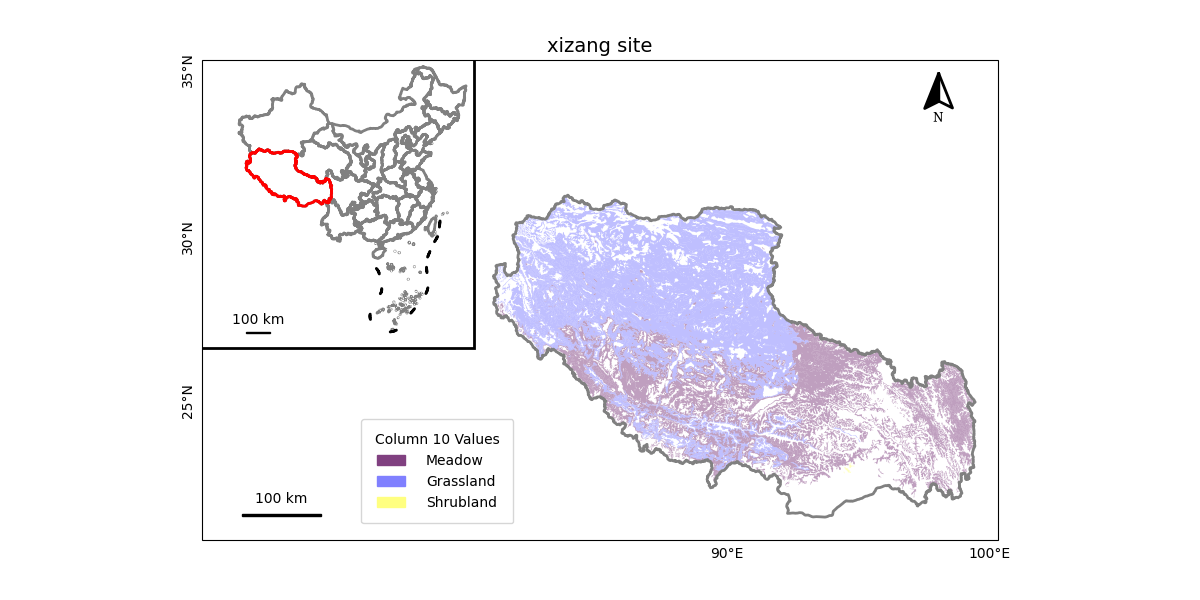 xizang site
35°N
N
30°N
100 km
25°N
Column 10 Values
Meadow
Grassland
Shrubland
100 km
90°E
100°E